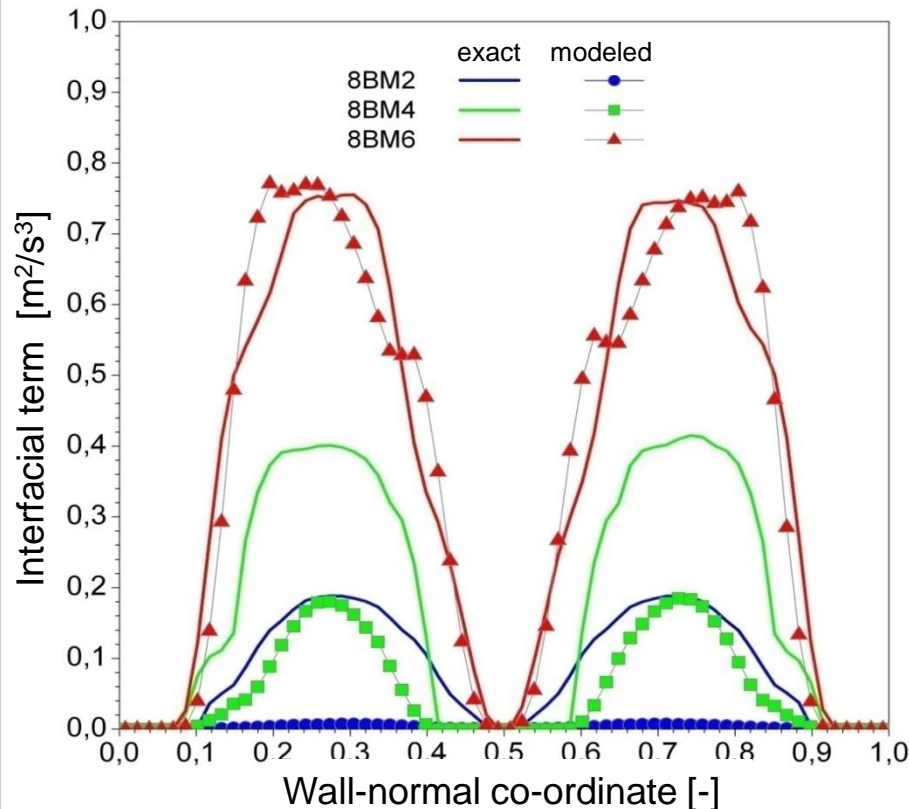 1,0
0,9
0,8
0,7
0,6
0,5
0,4
0,3
0,2
0,1
0,0
Interfacial term [m²/s³]
exact modeled
8BM2
8BM4
8BM6
0,0 0,1 0,2 0,3 0,4 0,5 0,6 0,7 0,8 0,9 1,0
Wall-normal co-ordinate [-]